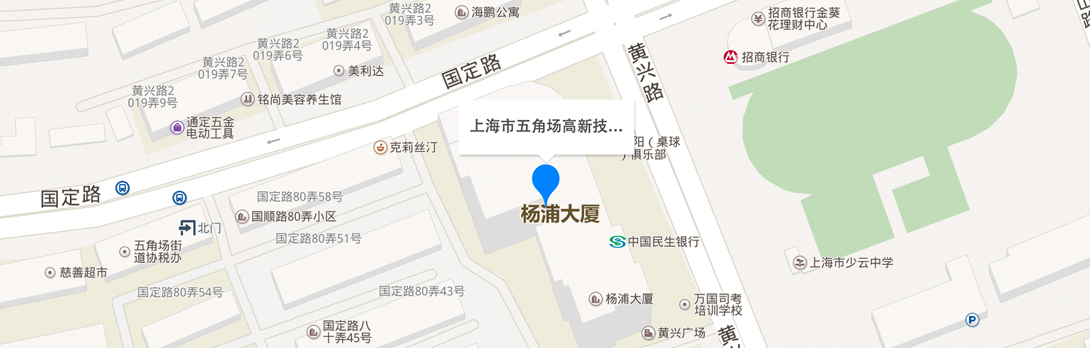 黄兴路2
019弄3号
海鹏公寓
招商银行金葵
花理财中心
黄兴路2
019弄4号
黄兴路2
019弄6号
黄兴路2
019弄7号
美利达
国定路
黄兴路
招商银行
黄兴路2
019弄9号
铭尚美容养生馆
通定五金
电动工具
上海市五角场高新技...
克莉丝汀
阳（桌球
）俱乐部
国定路
国定路80弄58号
国顺路80弄小区
杨浦大厦
北门
国定路80弄51号
中国民生银行
五角场街
道协税办
上海市少云中学
慈善超市
国定路80弄54号
国定路80弄43号
杨浦大厦
万国司考
培训学校
P
国定路八
十弄45号
黄兴广场
黄兴